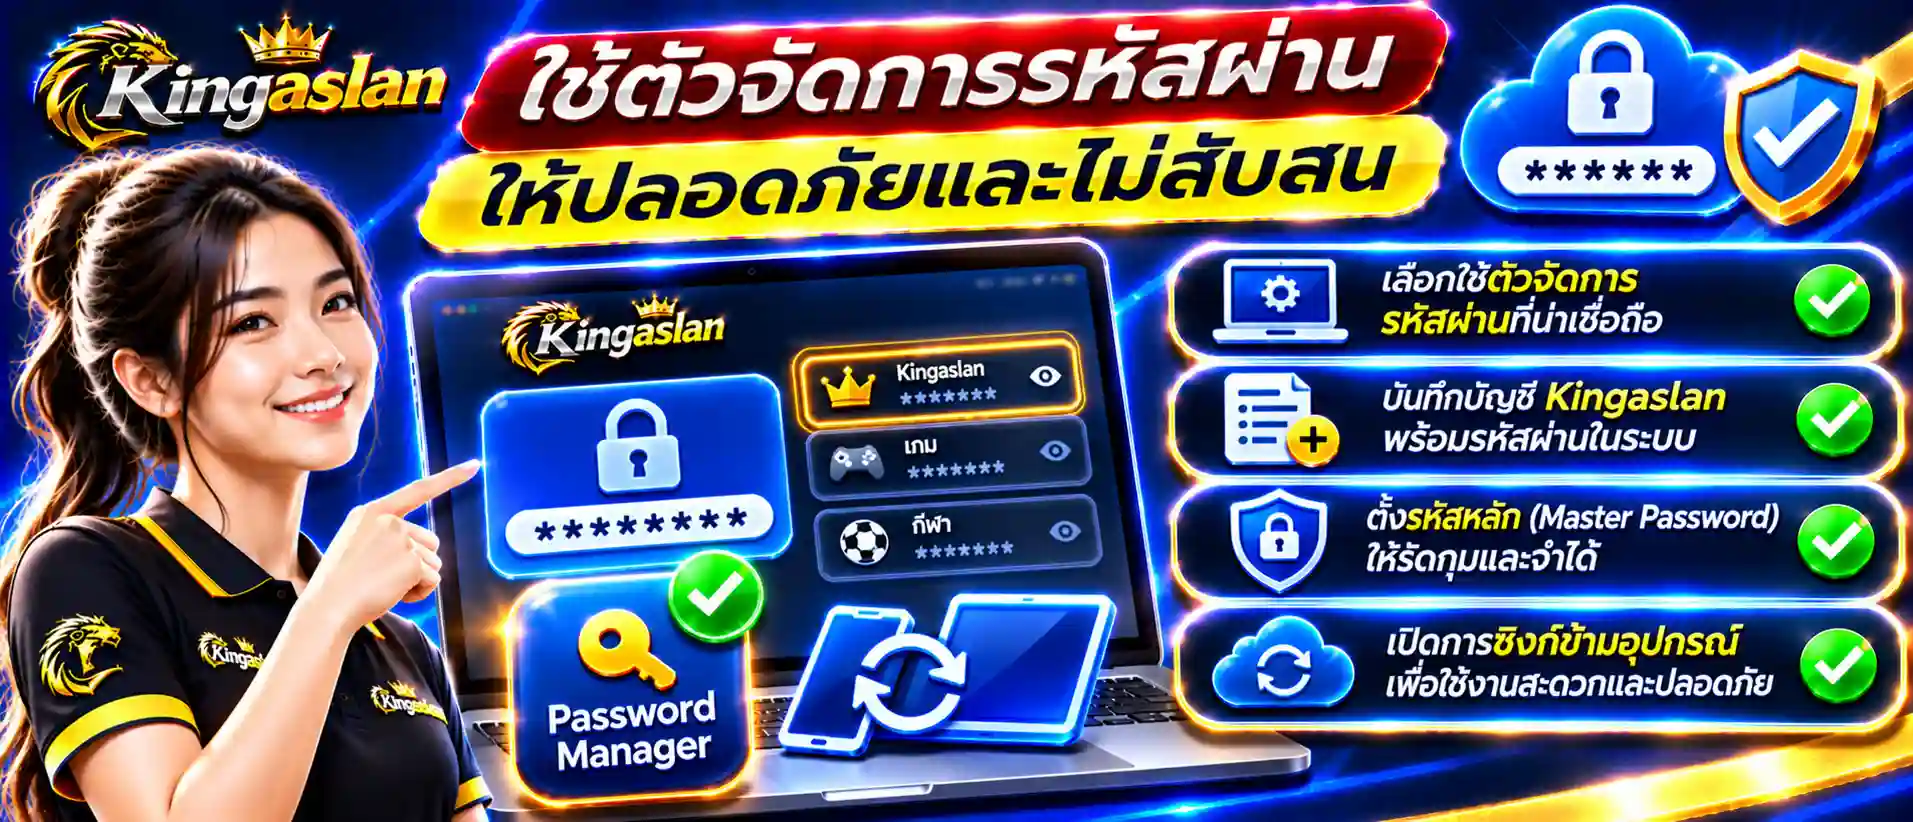 Kingaslan
ใช้ตัวจัดการรหัสผ่าน
ให้ปลอดภัยและไม่สับสน
******
Kingaslan
Kingaslan
*******
เกม
*******
กีฬา
*******
********
Password
Manager
เลือกใช้ตัวจัดการ
รหัสผ่านที่น่าเชื่อถือ
บันทึกบัญชี Kingaslan
พร้อมรหัสผ่านในระบบ
ตั้งรหัสหลัก (Master Password)
ให้รัดกุมและจำได้
เปิดการซิงก์ข้ามอุปกรณ์
เพื่อใช้งานสะดวกและปลอดภัย